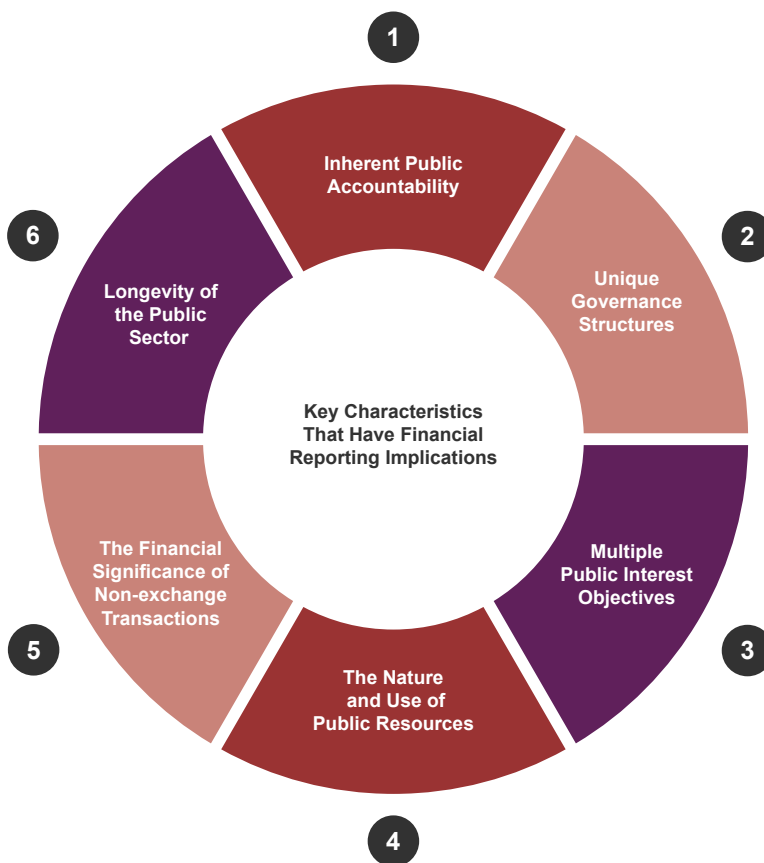 1
Inherent Public
Accountability
2
Unique
Governance
Structures
3
Multiple
Public Interest
Objectives
4
The Nature
and Use of
Public Resources
5
The Financial
Significance of
Non-exchange
Transactions
6
Longevity of
the Public
Sector
Key Characteristics
That Have Financial
Reporting Implications